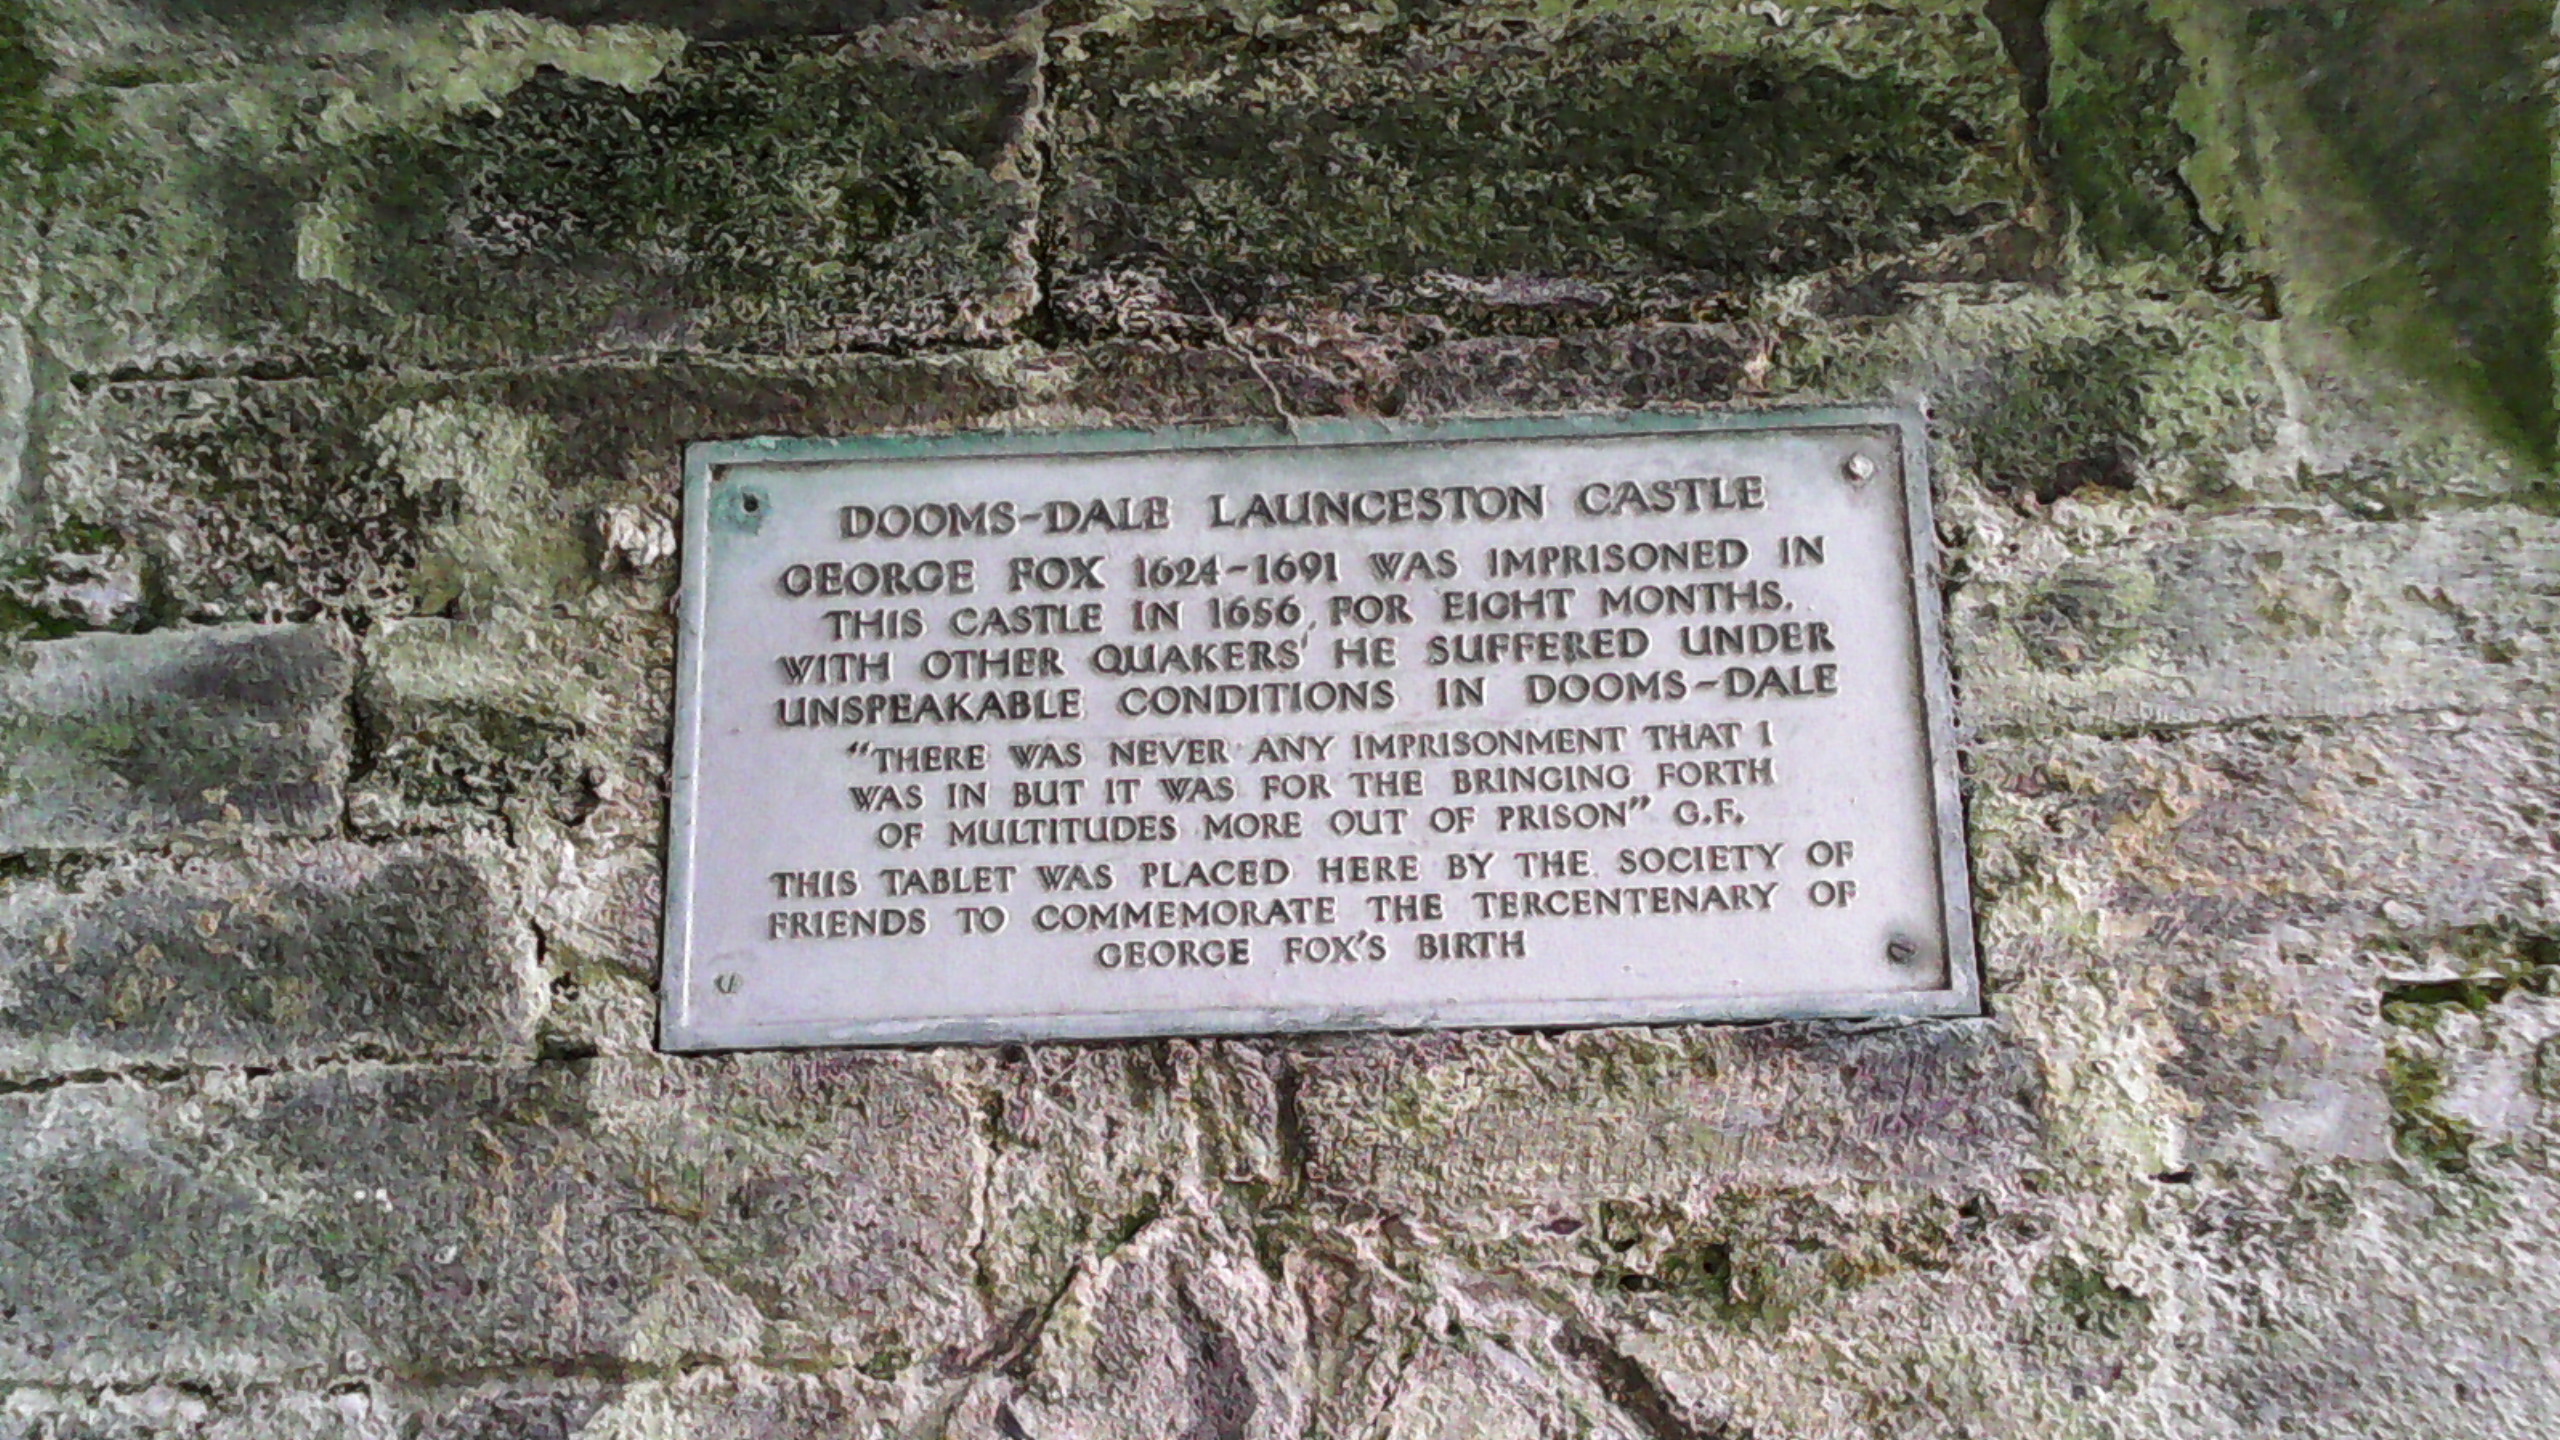 DOOMS-DALE LAUNCESTON CASTLE
GEORGE FOX 1624-1691 WAS IMPRISONED IN
THIS CASTLE IN 1656, FOR EIGHT MONTHS.
WITH OTHER QUAKERS' HE SUFFERED UNDER
UNSPEAKABLE CONDITIONS IN DOOMS-DALE
"THERE WAS NEVER ANY IMPRISONMENT THAT I
WAS IN BUT IT WAS FOR THE BRINGING FORTH
OF MULTITUDES MORE OUT OF PRISON" G.F.
THIS TABLET WAS PLACED HERE BY THE SOCIETY OF
FRIENDS TO COMMEMORATE THE TERCENTENARY OF
GEORGE FOX'S BIRTH